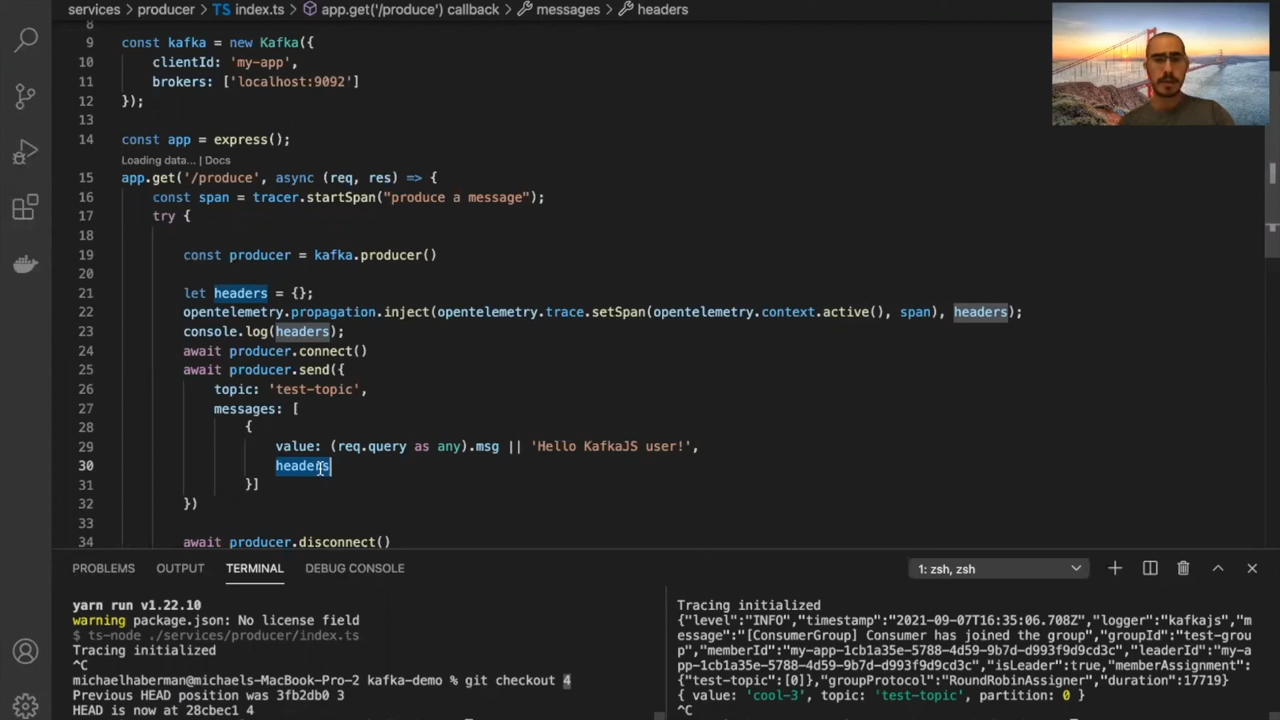 services > producer > TS index.ts > app.get('/produce') callback > messages > headers
8
9 const kafka = new Kafka({
10 clientId: 'my-app',
11 brokers: ['localhost:9092']
12 });
13
14 const app = express();
Loading data... | Docs
15 app.get('/produce', async (req, res) => {
16 const span = tracer.startSpan("produce a message");
17 try {
18
19 const producer = kafka.producer()
20
21 let headers = {};
22 opentelemetry.propagation.inject(opentelemetry.trace.setSpan(opentelemetry.context.active(), span), headers);
23 console.log(headers);
24 await producer.connect()
25 await producer.send({
26 topic: 'test-topic',
27 messages: [
28 {
29 value: (req.query as any).msg || 'Hello KafkaJS user!',
30 headers
31 }]
32 })
33
34 await producer.disconnect()
PROBLEMS OUTPUT TERMINAL DEBUG CONSOLE 1: zsh, zsh
yarn run v1.22.10
warning package.json: No license field
$ ts-node ./services/producer/index.ts
Tracing initialized
^C
michaelhaberman@michaels-MacBook-Pro-2 kafka-demo % git checkout 4
Previous HEAD position was 3fb2db0 3
HEAD is now at 28cbec1 4
Tracing initialized
{"level":"INFO","timestamp":"2021-09-07T16:35:06.708Z","logger":"kafkajs","m
essage":"[ConsumerGroup] Consumer has joined the group","groupId":"test-grou
p","memberId":"my-app-1cb1a35e-5788-4d59-9b7d-d993f9d9cd3c","leaderId":"my-a
pp-1cb1a35e-5788-4d59-9b7d-d993f9d9cd3c","isLeader":true,"memberAssignment":
{"test-topic":[0]},"groupProtocol":"RoundRobinAssigner","duration":17719}
{ value: 'cool-3', topic: 'test-topic', partition: 0 }
^C